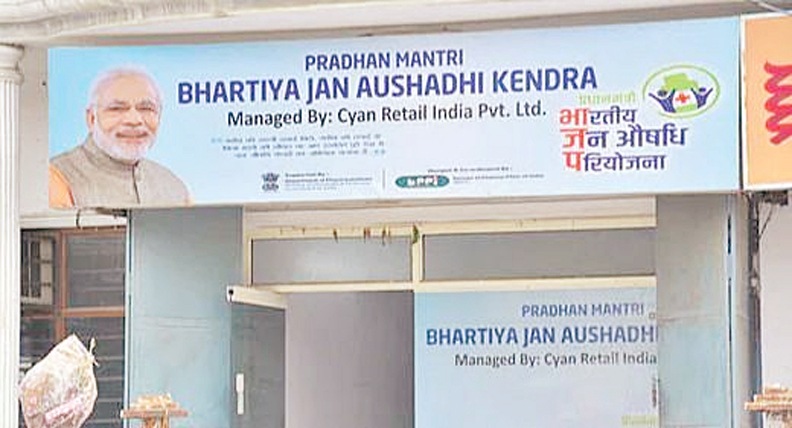 PRADHAN MANTRI
BHARTIYA JAN AUSHADHI KENDRA
Managed By: Cyan Retail India Pvt. Ltd.
प्रधानमंत्री
भारतीय
जन औषधि
परियोजना
BPPI
PRADHAN MANTRI
BHARTIYA JAN AUSHADHI
Managed By: Cyan Retail India